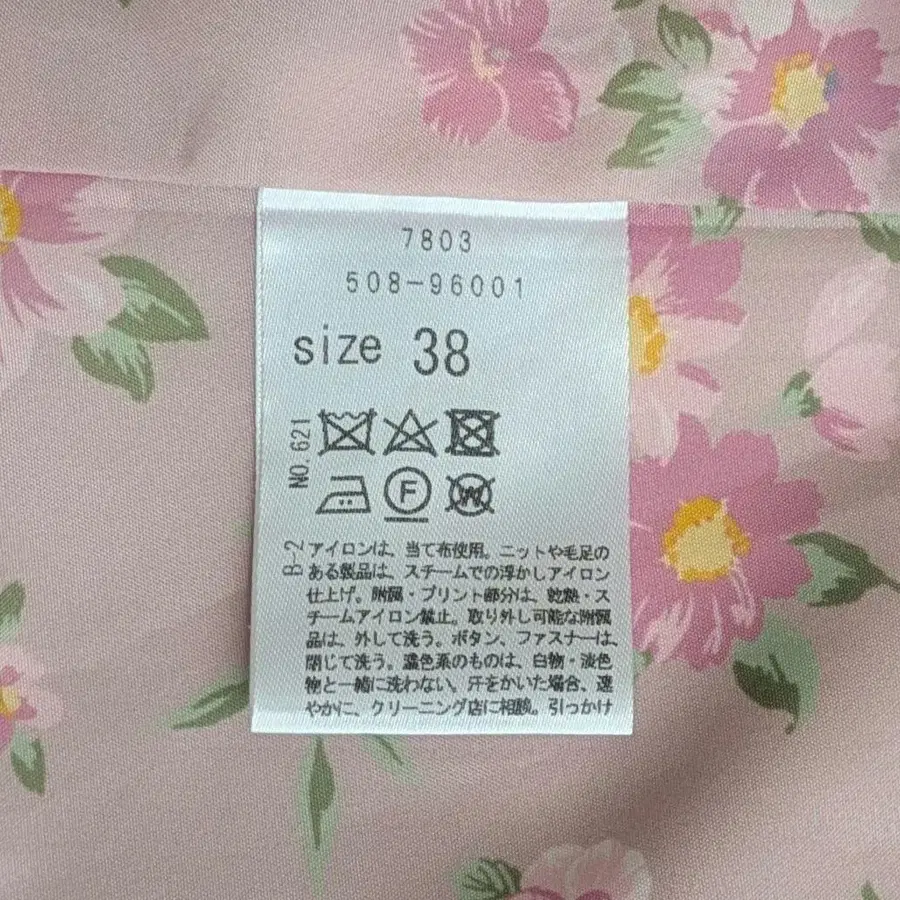 7803
508-96001
size 38
NO.621
F
W
B-2
アイロンは、当て布使用。ニットや毛足の
ある製品は、スチームでの浮かしアイロン
仕上げ。附属・プリント部分は、乾熱・ス
チームアイロン禁止。取り外し可能な附属
品は、外して洗う。ボタン、ファスナーは、
閉じて洗う。濃色系のものは、白物・淡色
物と一緒に洗わない。汗をかいた場合、速
やかに、クリーニング店に相談。引っかけ